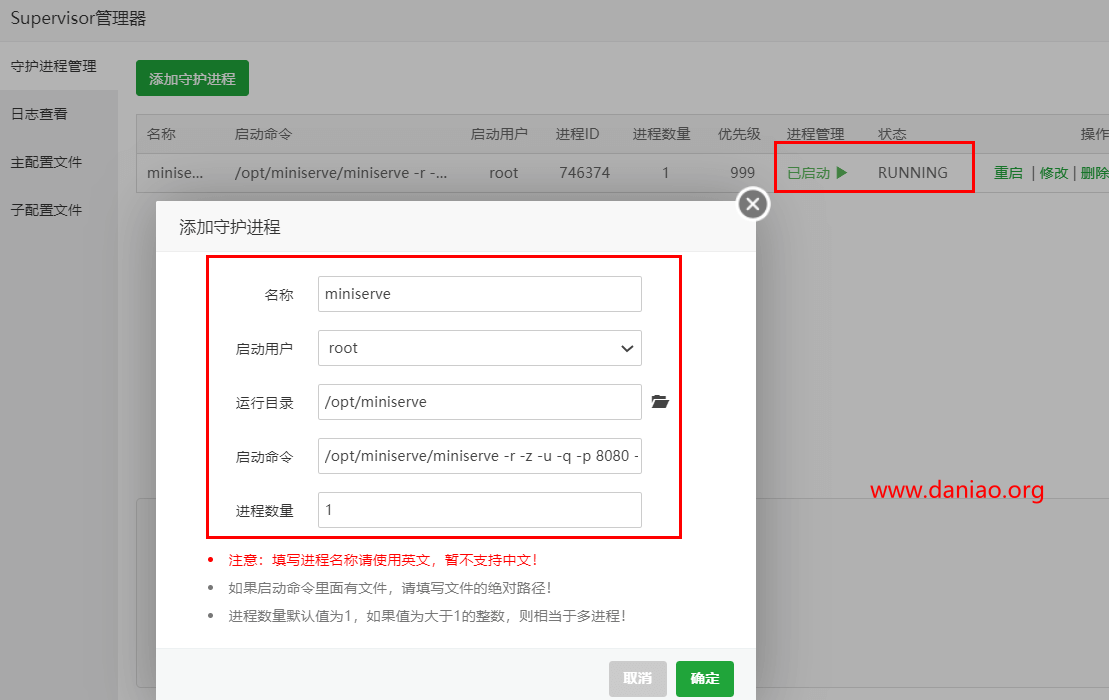 Supervisor管理器
守护进程管理
日志查看
主配置文件
子配置文件
添加守护进程
名称 启动命令 启动用户 进程ID 进程数量 优先级 进程管理 状态 操作
minise... /opt/miniserve/miniserve -r -... root 746374 1 999 已启动 RUNNING 重启 | 修改 | 删除
添加守护进程
名称 miniserve
启动用户 root
运行目录 /opt/miniserve
启动命令 /opt/miniserve/miniserve -r -z -u -q -p 8080 -
进程数量 1
注意：填写进程名称请使用英文，暂不支持中文！
如果启动命令里面有文件，请填写文件的绝对路径！
进程数量默认值为1，如果值为大于1的整数，则相当于多进程！
取消 确定
www.daniao.org